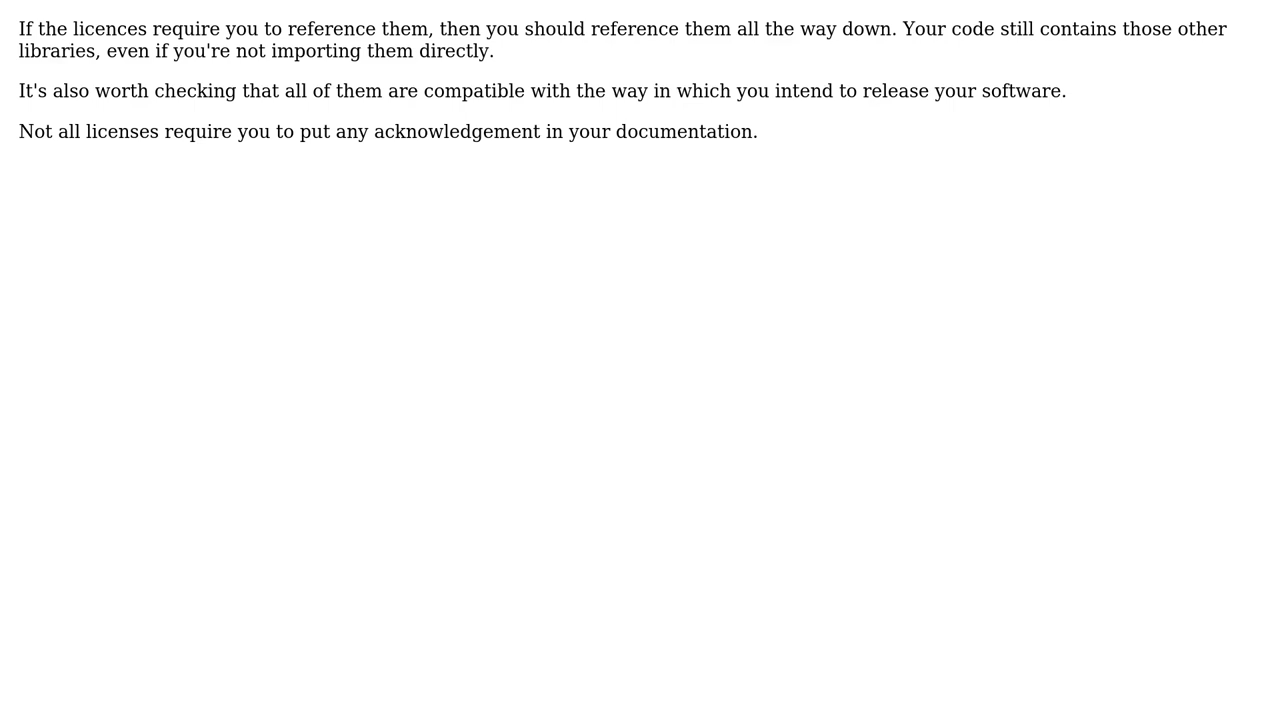 If the licences require you to reference them, then you should reference them all the way down. Your code still contains those other
libraries, even if you're not importing them directly.
It's also worth checking that all of them are compatible with the way in which you intend to release your software.
Not all licenses require you to put any acknowledgement in your documentation.